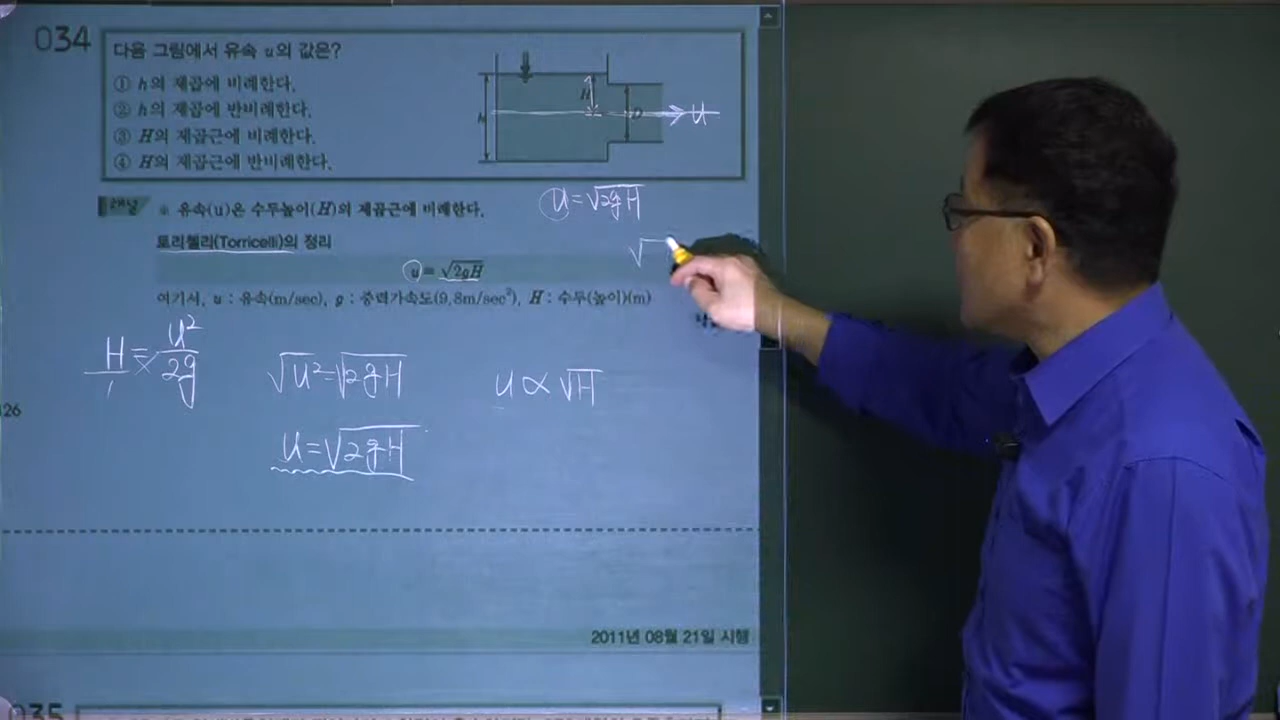 034
다음 그림에서 유속 u의 값은?
① h의 제곱에 비례한다.
② h의 제곱에 반비례한다.
③ H의 제곱근에 비례한다.
④ H의 제곱근에 반비례한다.
h
H
D
u
해설 ※ 유속(u)은 수두높이(H)의 제곱근에 비례한다.
u=√2gH
토리첼리(Torricelli)의 정리
√
u = √2gH
여기서, u : 유속(m/sec), g : 중력가속도(9.8m/sec²), H : 수두(높이)(m)
H/1 = u²/2g
√u²=√2gH
u ∝ √H
26
u=√2gH
2011년 08월 21일 시행
035